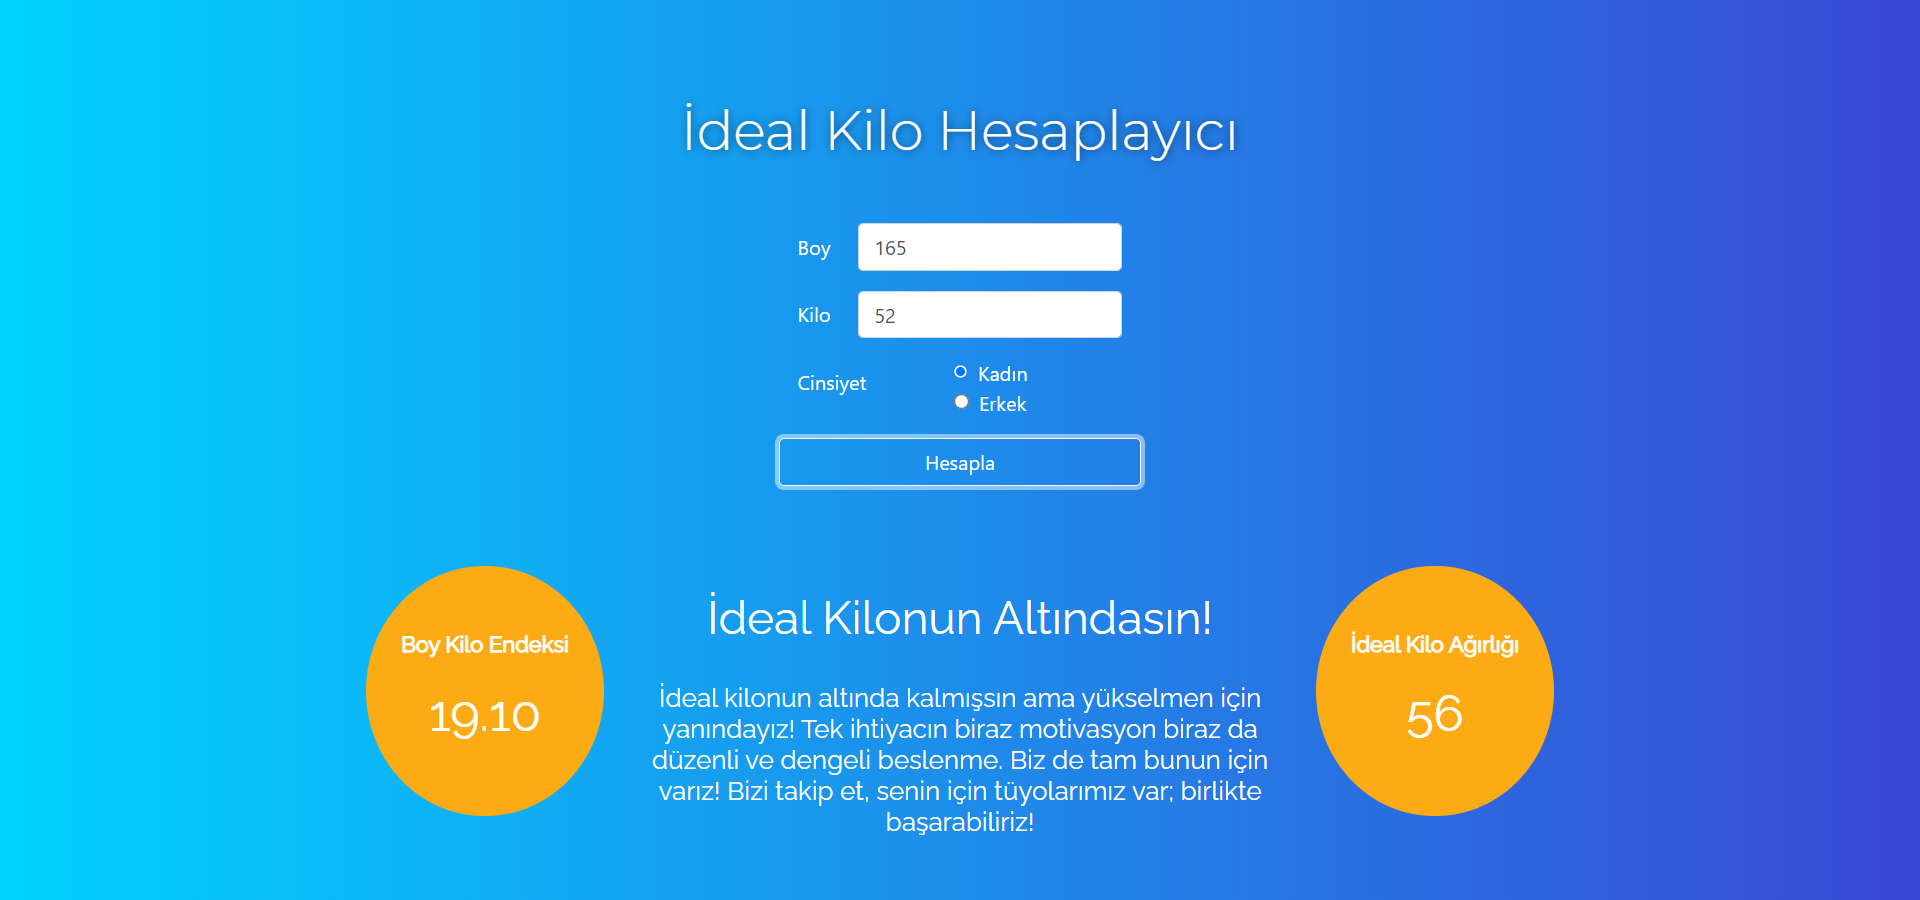 İdeal Kilo Hesaplayıcı
Boy
165
Kilo
52
Cinsiyet
Kadın
Erkek
Hesapla
Boy Kilo Endeksi
19.10
İdeal Kilonun Altındasın!
İdeal kilonun altında kalmışsın ama yükselmen için
yanındayız! Tek ihtiyacın biraz motivasyon biraz da
düzenli ve dengeli beslenme. Biz de tam bunun için
varız! Bizi takip et, senin için tüyolarımız var; birlikte
başarabiliriz!
İdeal Kilo Ağırlığı
56